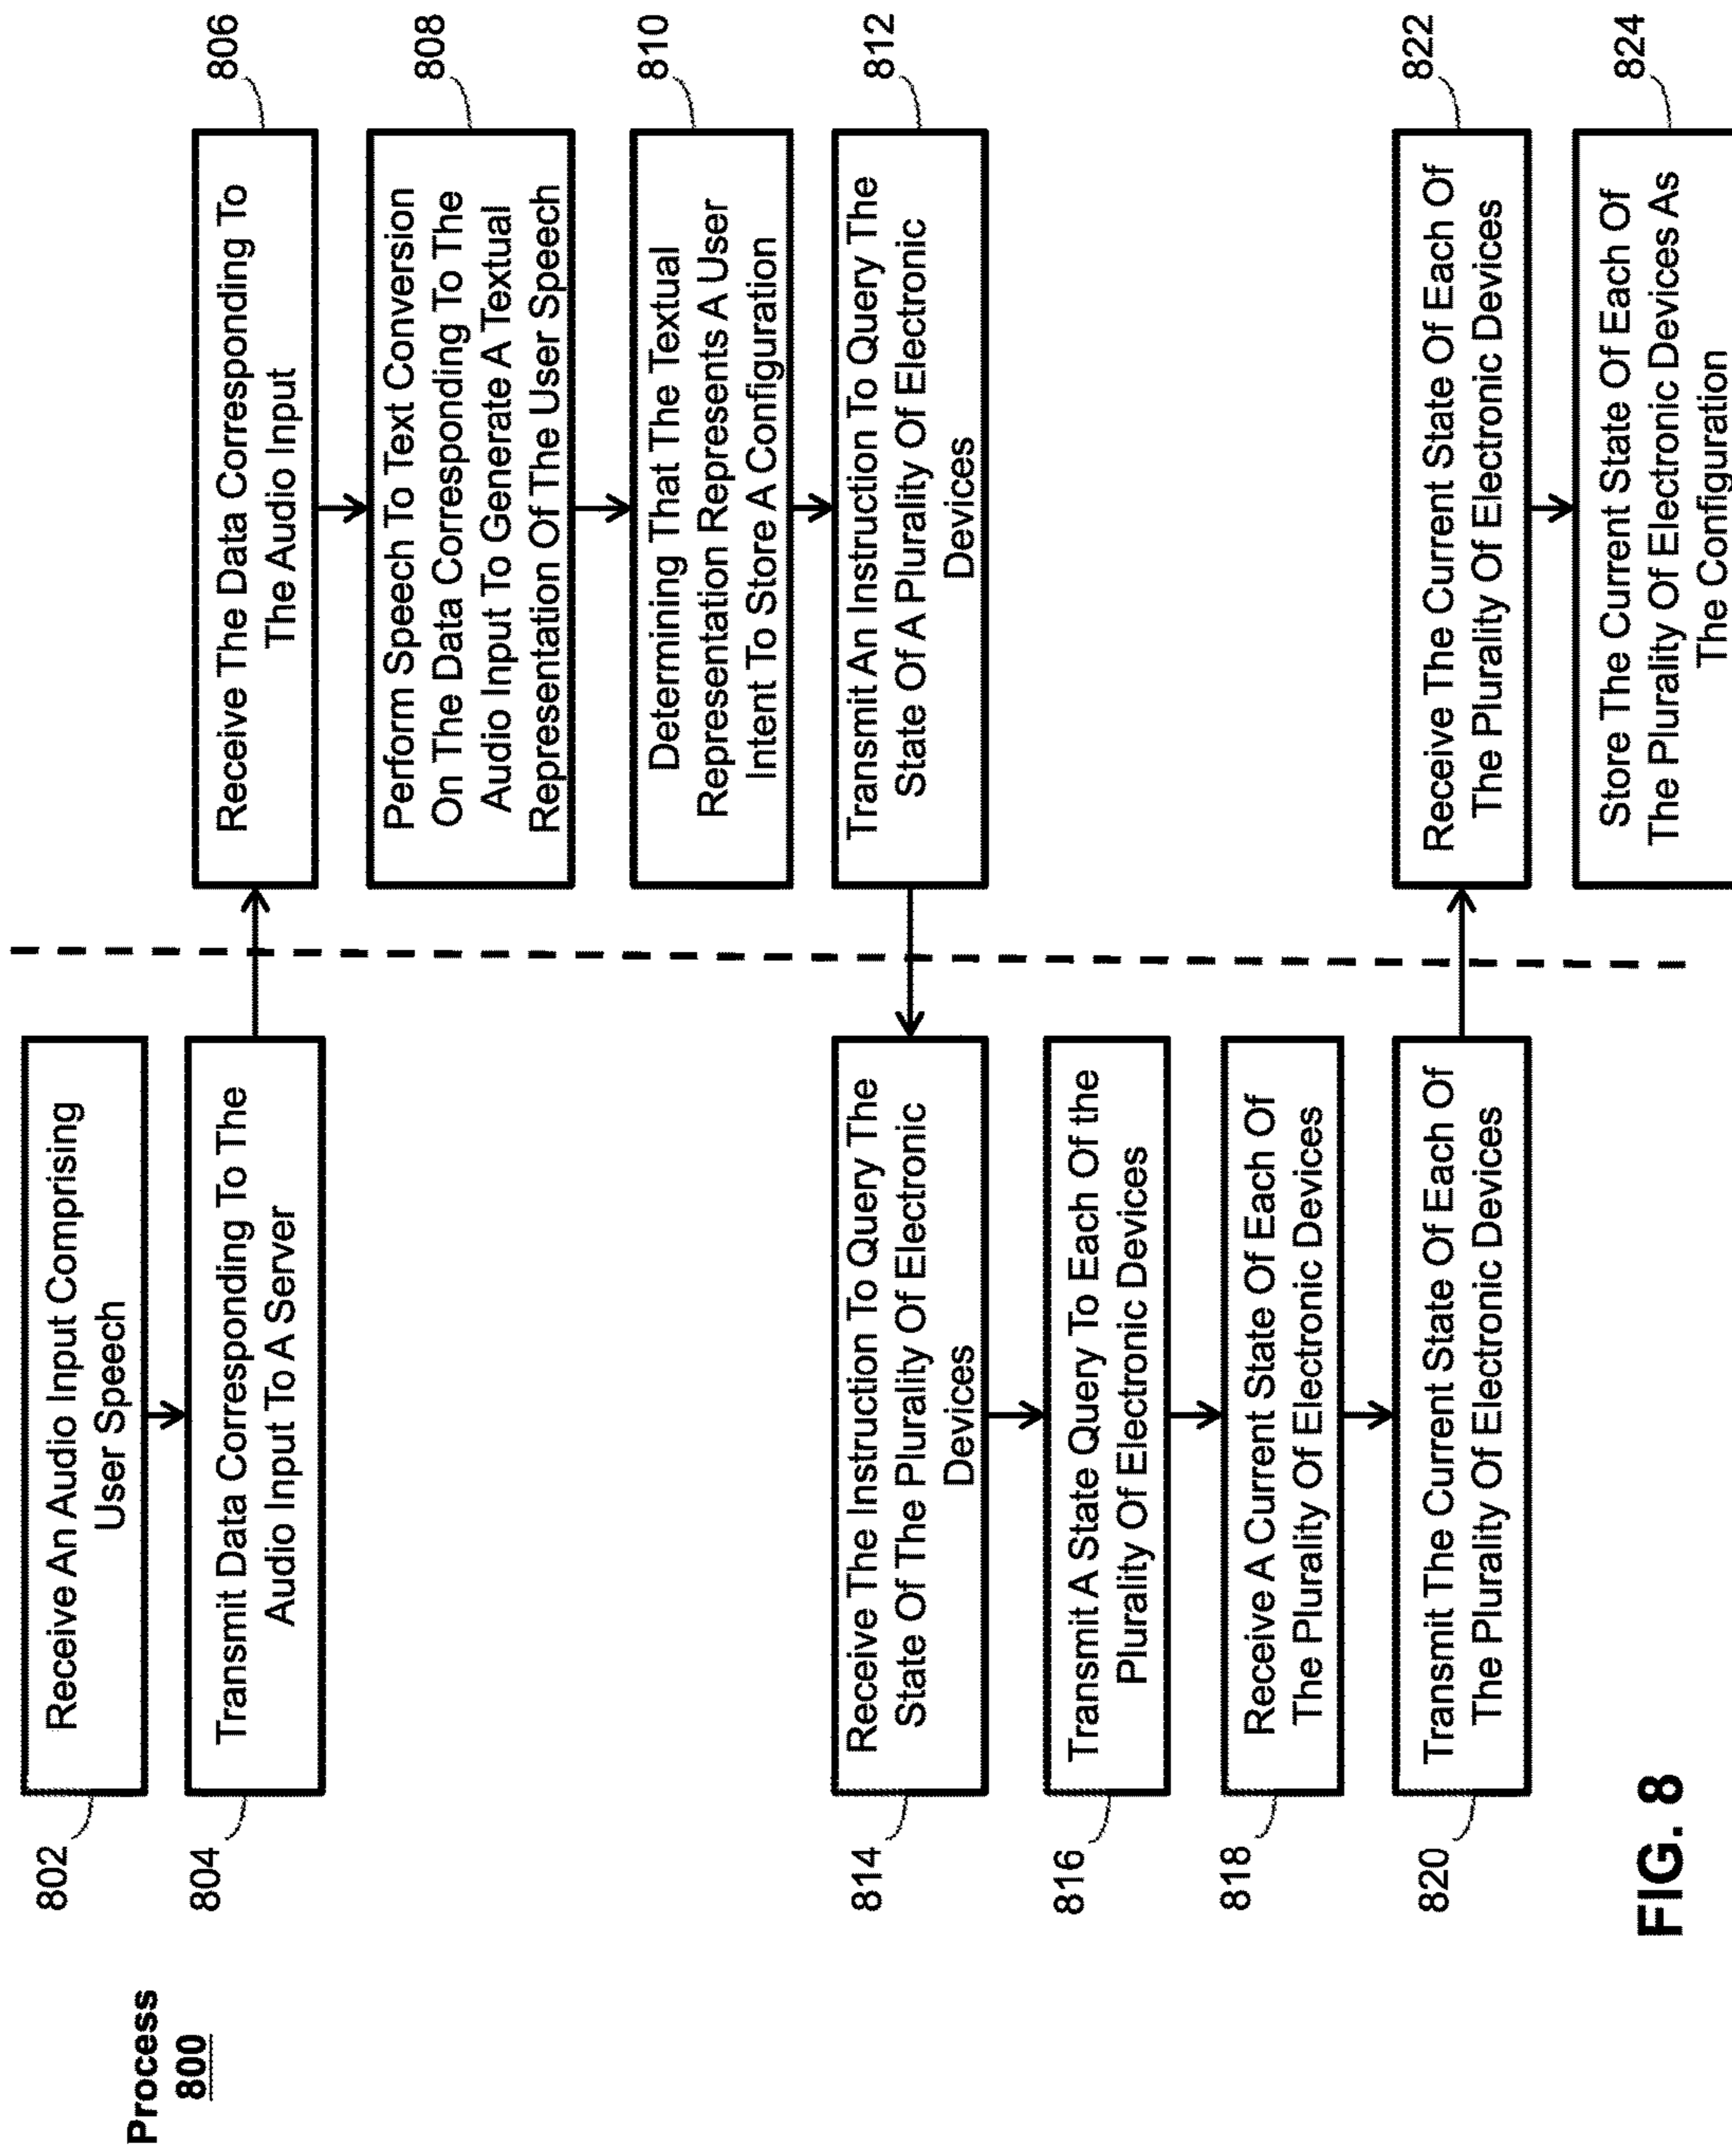 Process
800
802
Receive An Audio Input Comprising
User Speech
804
Transmit Data Corresponding To The
Audio Input To A Server
806
Receive The Data Corresponding To
The Audio Input
808
Perform Speech To Text Conversion
On The Data Corresponding To The
Audio Input To Generate A Textual
Representation Of The User Speech
810
Determining That The Textual
Representation Represents A User
Intent To Store A Configuration
812
Transmit An Instruction To Query The
State Of A Plurality Of Electronic
Devices
814
Receive The Instruction To Query The
State Of The Plurality Of Electronic
Devices
816
Transmit A State Query To Each Of the
Plurality Of Electronic Devices
818
Receive A Current State Of Each Of
The Plurality Of Electronic Devices
820
Transmit The Current State Of Each Of
The Plurality Of Electronic Devices
822
Receive The Current State Of Each Of
The Plurality Of Electronic Devices
824
Store The Current State Of Each Of
The Plurality Of Electronic Devices As
The Configuration
FIG. 8